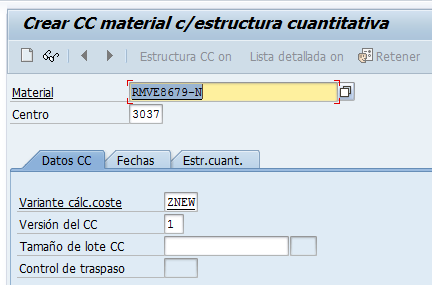 Crear CC material c/estructura cuantitativa
Estructura CC on Lista detallada on Retener
Material RMVE8679-N
Centro 3037
Datos CC Fechas Estr.cuant.
Variante cálc.coste ZNEW
Versión del CC 1
Tamaño de lote CC
Control de traspaso